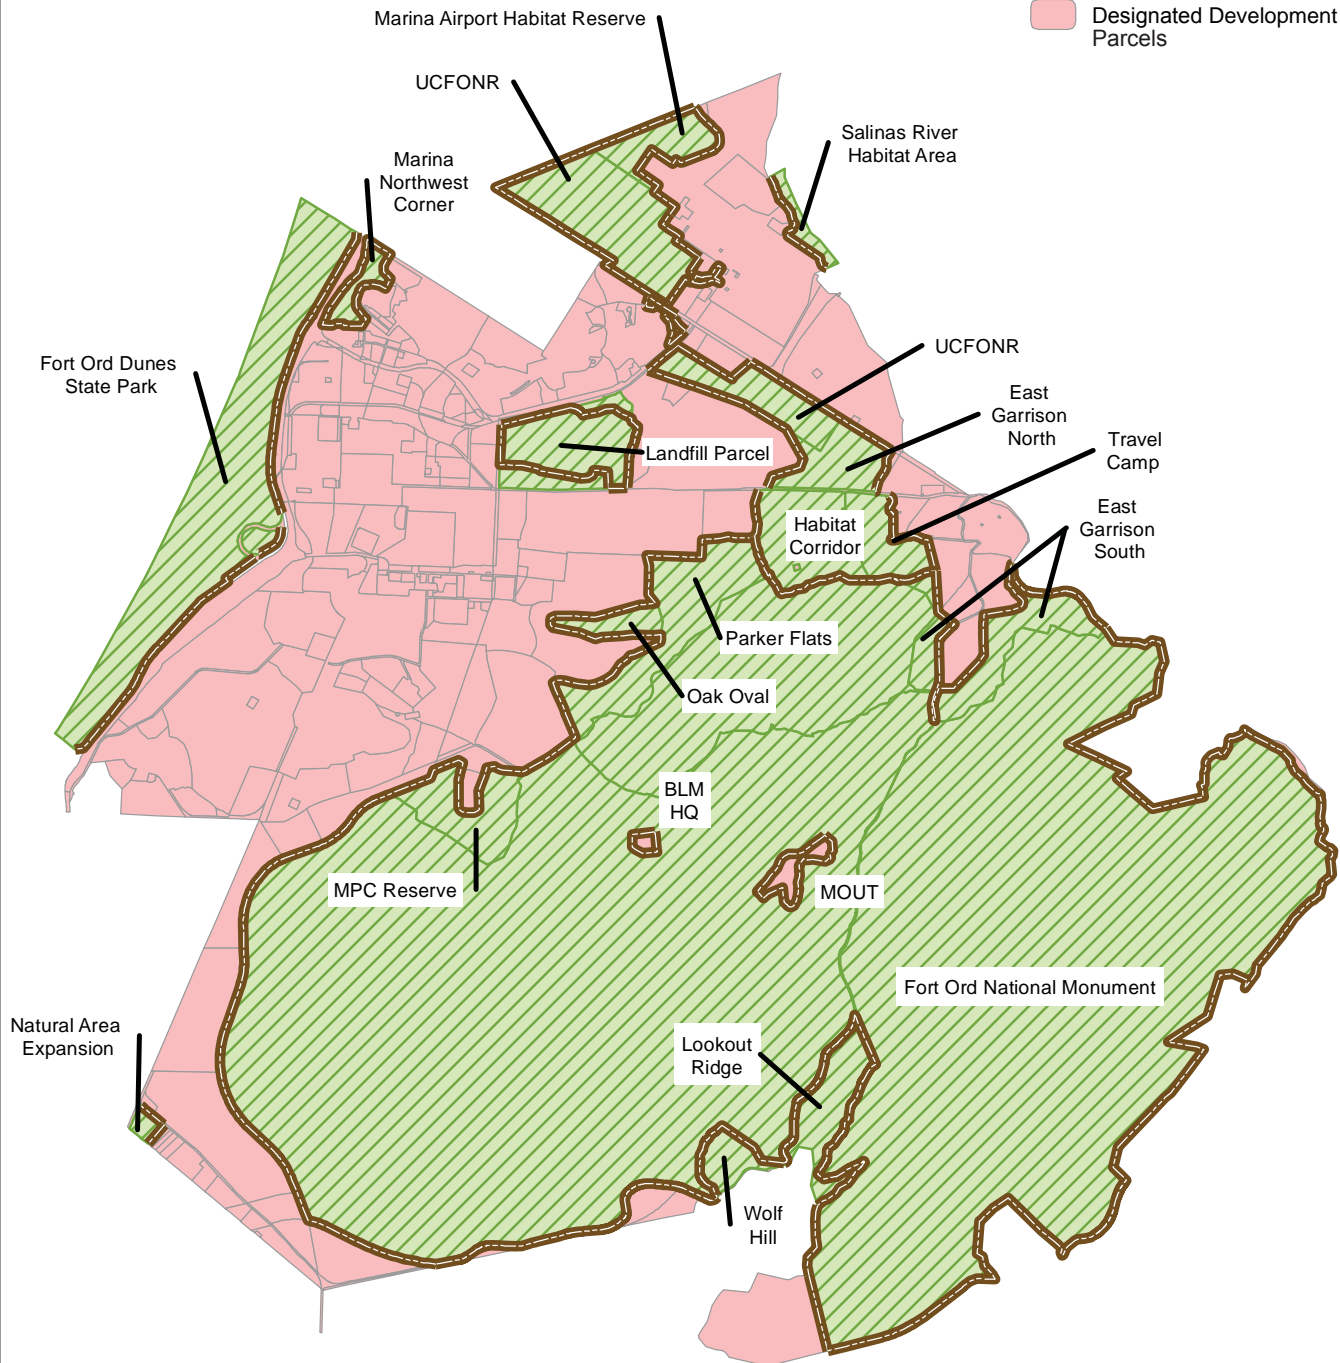 Marina Airport Habitat Reserve
Designated Development
Parcels
UCFONR
Salinas River
Habitat Area
Marina
Northwest
Corner
UCFONR
Fort Ord Dunes
State Park
East
Garrison
North
Travel
Camp
Landfill Parcel
East
Garrison
South
Habitat
Corridor
Parker Flats
Oak Oval
BLM
HQ
MPC Reserve
MOUT
Fort Ord National Monument
Natural Area
Expansion
Lookout
Ridge
Wolf
Hill